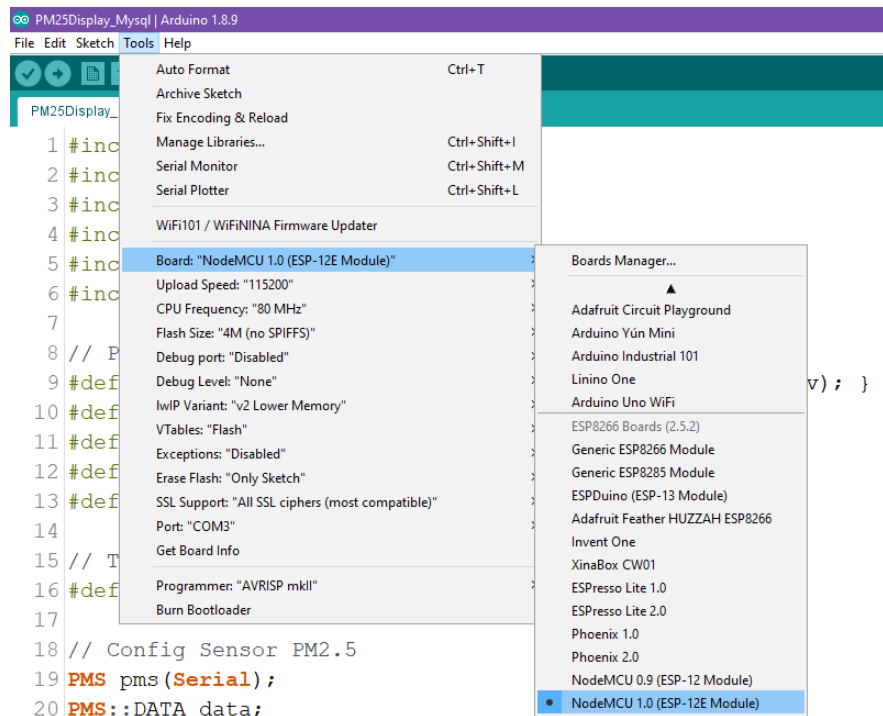 PM25Display_Mysql | Arduino 1.8.9
File Edit Sketch Tools Help
PM25Display_
Auto Format Ctrl+T
Archive Sketch
Fix Encoding & Reload
Manage Libraries... Ctrl+Shift+I
Serial Monitor Ctrl+Shift+M
Serial Plotter Ctrl+Shift+L
WiFi101 / WiFiNINA Firmware Updater
Board: "NodeMCU 1.0 (ESP-12E Module)"
Upload Speed: "115200"
CPU Frequency: "80 MHz"
Flash Size: "4M (no SPIFFS)"
Debug port: "Disabled"
Debug Level: "None"
lwIP Variant: "v2 Lower Memory"
VTables: "Flash"
Exceptions: "Disabled"
Erase Flash: "Only Sketch"
SSL Support: "All SSL ciphers (most compatible)"
Port: "COM3"
Get Board Info
Programmer: "AVRISP mkII"
Burn Bootloader
Boards Manager...
Adafruit Circuit Playground
Arduino Yún Mini
Arduino Industrial 101
Linino One
Arduino Uno WiFi
ESP8266 Boards (2.5.2)
Generic ESP8266 Module
Generic ESP8285 Module
ESPDuino (ESP-13 Module)
Adafruit Feather HUZZAH ESP8266
Invent One
XinaBox CW01
ESPresso Lite 1.0
ESPresso Lite 2.0
Phoenix 1.0
Phoenix 2.0
NodeMCU 0.9 (ESP-12 Module)
NodeMCU 1.0 (ESP-12E Module)
1 #inc
2 #inc
3 #inc
4 #inc
5 #inc
6 #inc
7
8 // P
9 #def v); }
10 #def
11 #def
12 #def
13 #def
14
15 // T
16 #def
17
18 // Config Sensor PM2.5
19 PMS pms(Serial);
20 PMS::DATA data;